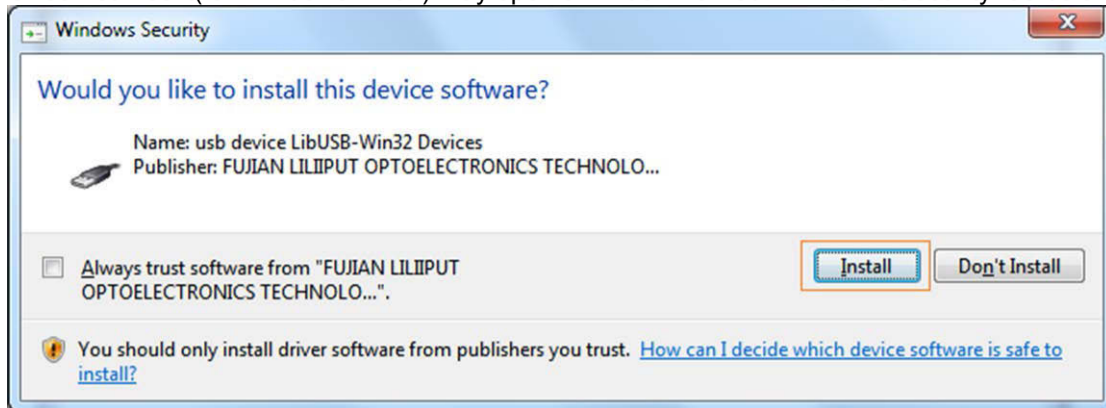 Windows Security
Would you like to install this device software?
Name: usb device LibUSB-Win32 Devices
Publisher: FUJIAN LILIIPUT OPTOELECTRONICS TECHNOLO...
Always trust software from "FUJIAN LILIIPUT
OPTOELECTRONICS TECHNOLO...".
Install
Don't Install
You should only install driver software from publishers you trust. How can I decide which device software is safe to
install?